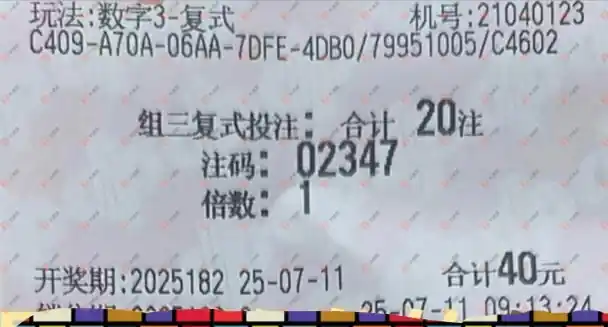 玩法:数字3-复式 机号:21040123
C409-A70A-06AA-7DFE-4DB0/79951005/C4602
组三复式投注: 合计 20注
注码: 02347
倍数: 1
开奖期:2025182 25-07-11 合计40元
25-07-11 09:13:24